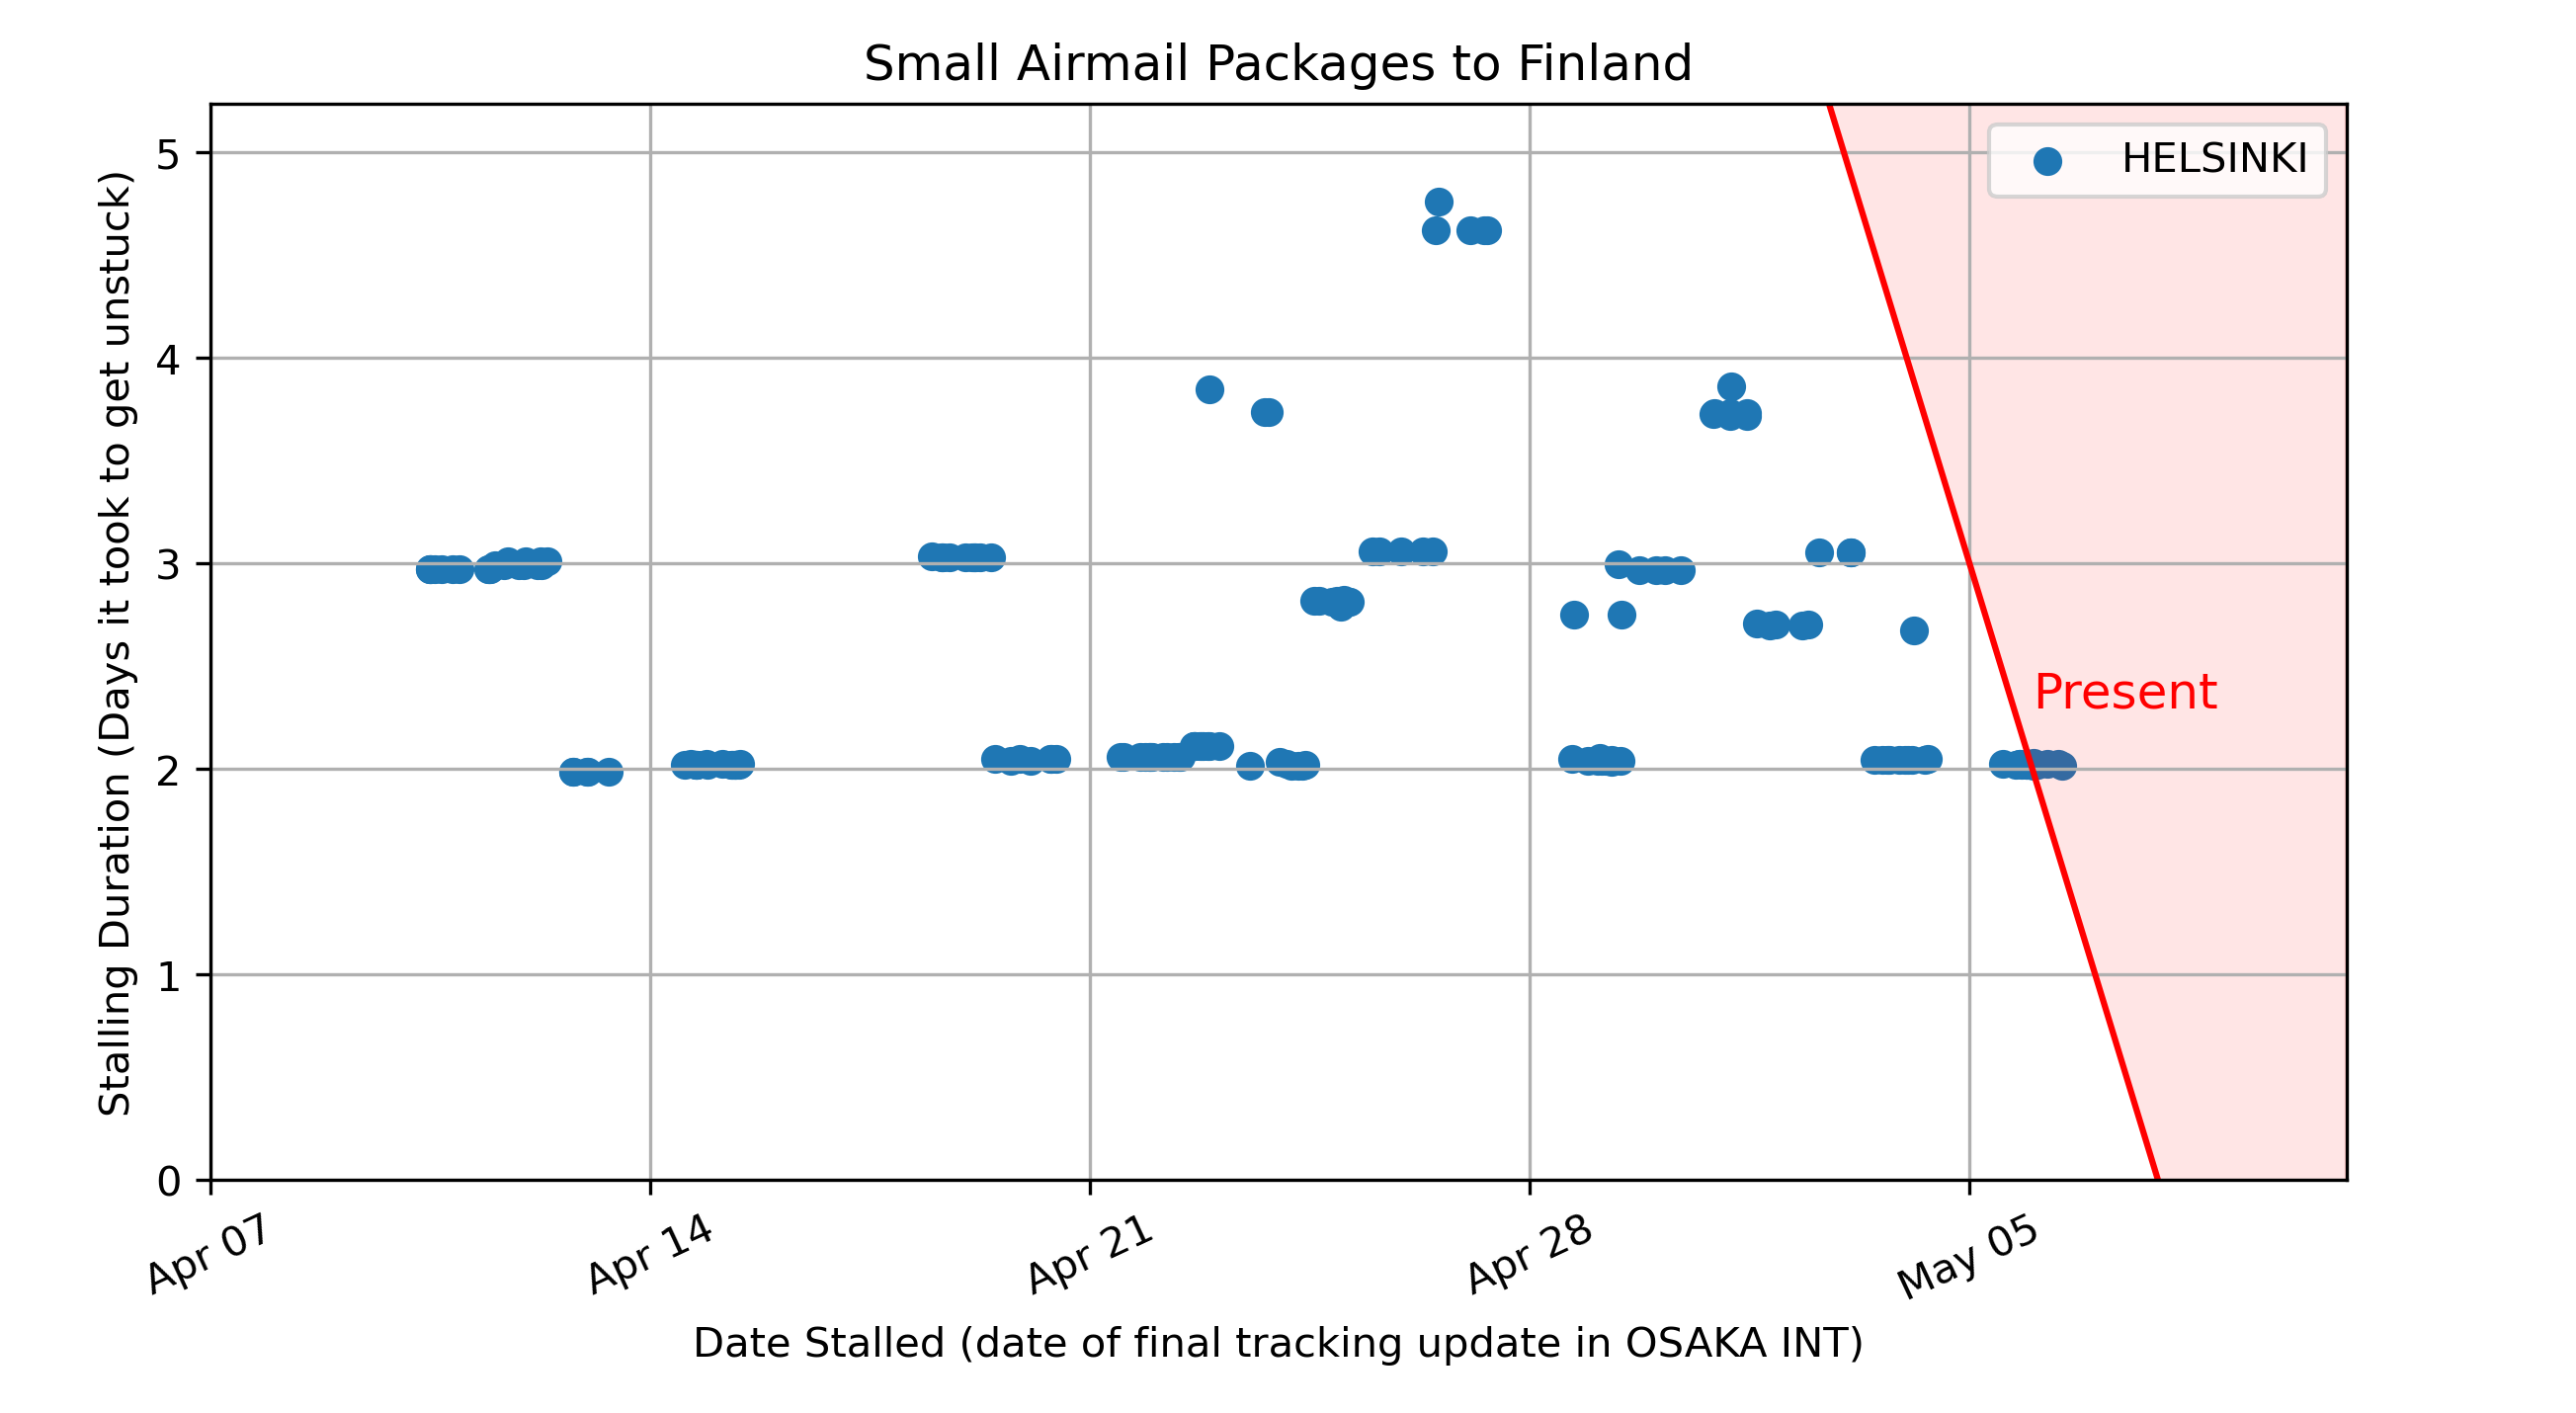 Small Airmail Packages to Finland
HELSINKI
Stalling Duration (Days it took to get unstuck)
5
4
3
2
1
0
Present
Apr 07
Apr 14
Apr 21
Apr 28
May 05
Date Stalled (date of final tracking update in OSAKA INT)